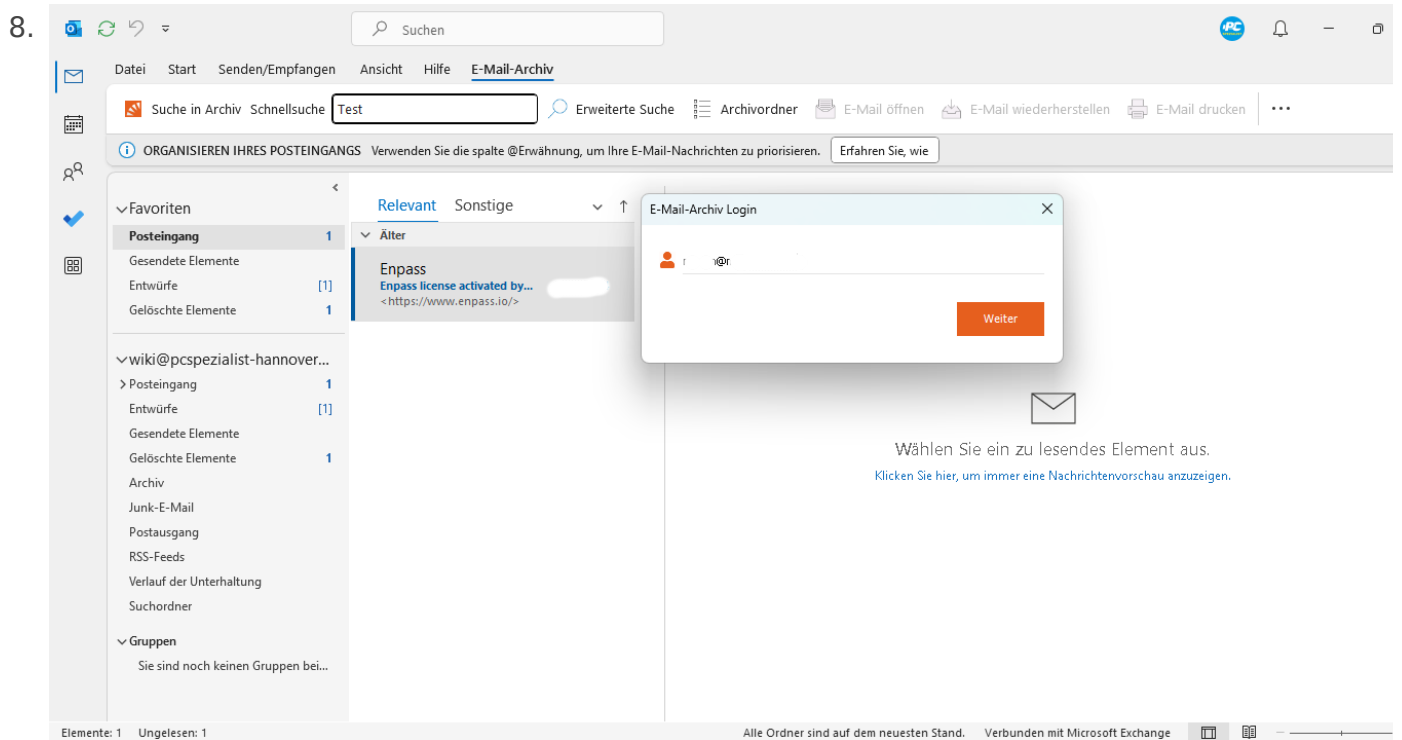 8.
Suchen
Datei Start Senden/Empfangen Ansicht Hilfe E-Mail-Archiv
Suche in Archiv Schnellsuche Test Erweiterte Suche Archivordner E-Mail öffnen E-Mail wiederherstellen E-Mail drucken ...
ORGANISIEREN IHRES POSTEINGANGS Verwenden Sie die spalte @Erwähnung, um Ihre E-Mail-Nachrichten zu priorisieren. Erfahren Sie, wie
Favoriten
Posteingang 1
Gesendete Elemente
Entwürfe [1]
Gelöschte Elemente 1
wiki@pcspezialist-hannover...
Posteingang 1
Entwürfe [1]
Gesendete Elemente
Gelöschte Elemente 1
Archiv
Junk-E-Mail
Postausgang
RSS-Feeds
Verlauf der Unterhaltung
Suchordner
Gruppen
Sie sind noch keinen Gruppen bei...
Relevant Sonstige
Älter
Enpass
Enpass license activated by...
<https://www.enpass.io/>
E-Mail-Archiv Login
Weiter
Wählen Sie ein zu lesendes Element aus.
Klicken Sie hier, um immer eine Nachrichtenvorschau anzuzeigen.
Elemente: 1 Ungelesen: 1 Alle Ordner sind auf dem neuesten Stand. Verbunden mit Microsoft Exchange